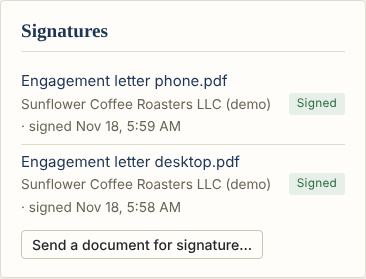 Signatures
Engagement letter phone.pdf
Sunflower Coffee Roasters LLC (demo)
· signed Nov 18, 5:59 AM
Signed
Engagement letter desktop.pdf
Sunflower Coffee Roasters LLC (demo)
· signed Nov 18, 5:58 AM
Signed
Send a document for signature...